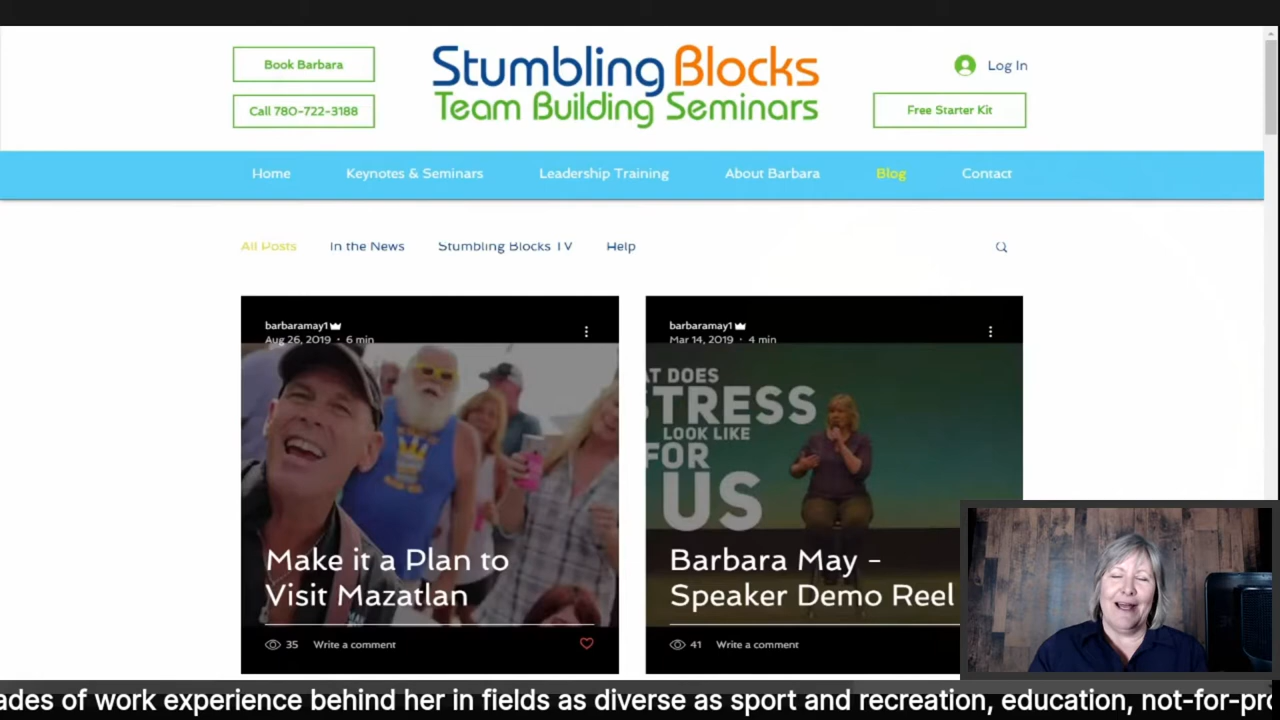 Book Barbara
Call 780-722-3188
Stumbling Blocks
Team Building Seminars
Log In
Free Starter Kit
Home Keynotes & Seminars Leadership Training About Barbara Blog Contact
All Posts In the News Stumbling Blocks TV Help
barbaramay1
Aug 26, 2019 · 6 min
Make it a Plan to
Visit Mazatlan
35 Write a comment
barbaramay1
Mar 14, 2019 · 4 min
AT DOES
STRESS
LOOK LIKE
FOR
US
Barbara May -
Speaker Demo Reel
41 Write a comment
ades of work experience behind her in fields as diverse as sport and recreation, education, not-for-pro